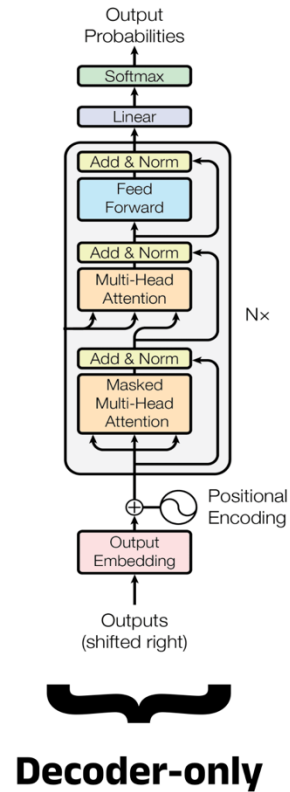 Output
Probabilities
Softmax
Linear
Add & Norm
Feed
Forward
Add & Norm
Multi-Head
Attention
N×
Add & Norm
Masked
Multi-Head
Attention
Positional
Encoding
Output
Embedding
Outputs
(shifted right)
Decoder-only